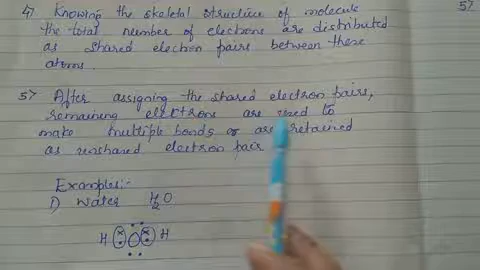 4> Knowing the skeletal structure of molecule 5>
the total number of electrons are distributed
as shared electron pairs between these
atoms.
5> After assigning the shared electron pairs,
remaining electrons are used to
make multiple bonds or are retained
as unshared electron pair
Examples:-
1) Water H2O
H O H